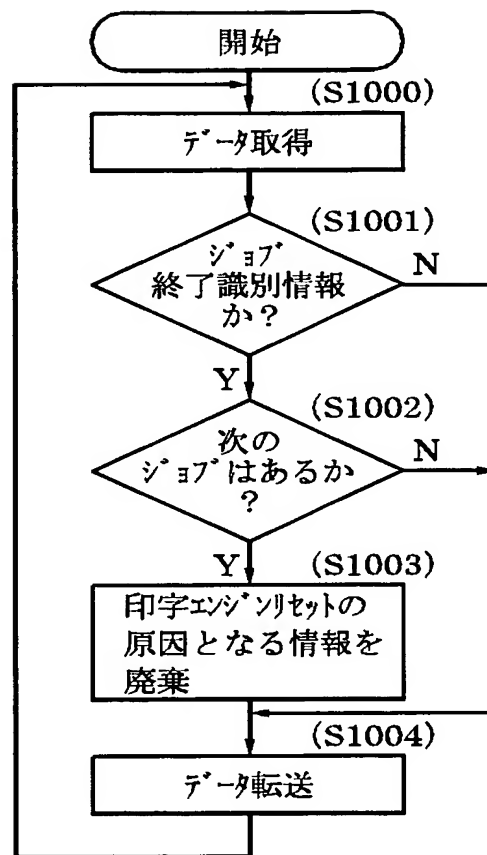 開始
(S1000)
データ取得
(S1001)
ジョブ
終了識別情報
か?
N
Y
(S1002)
次の
ジョブはあるか
?
N
Y
(S1003)
印字エンジンリセットの
原因となる情報を
廃棄
(S1004)
データ転送